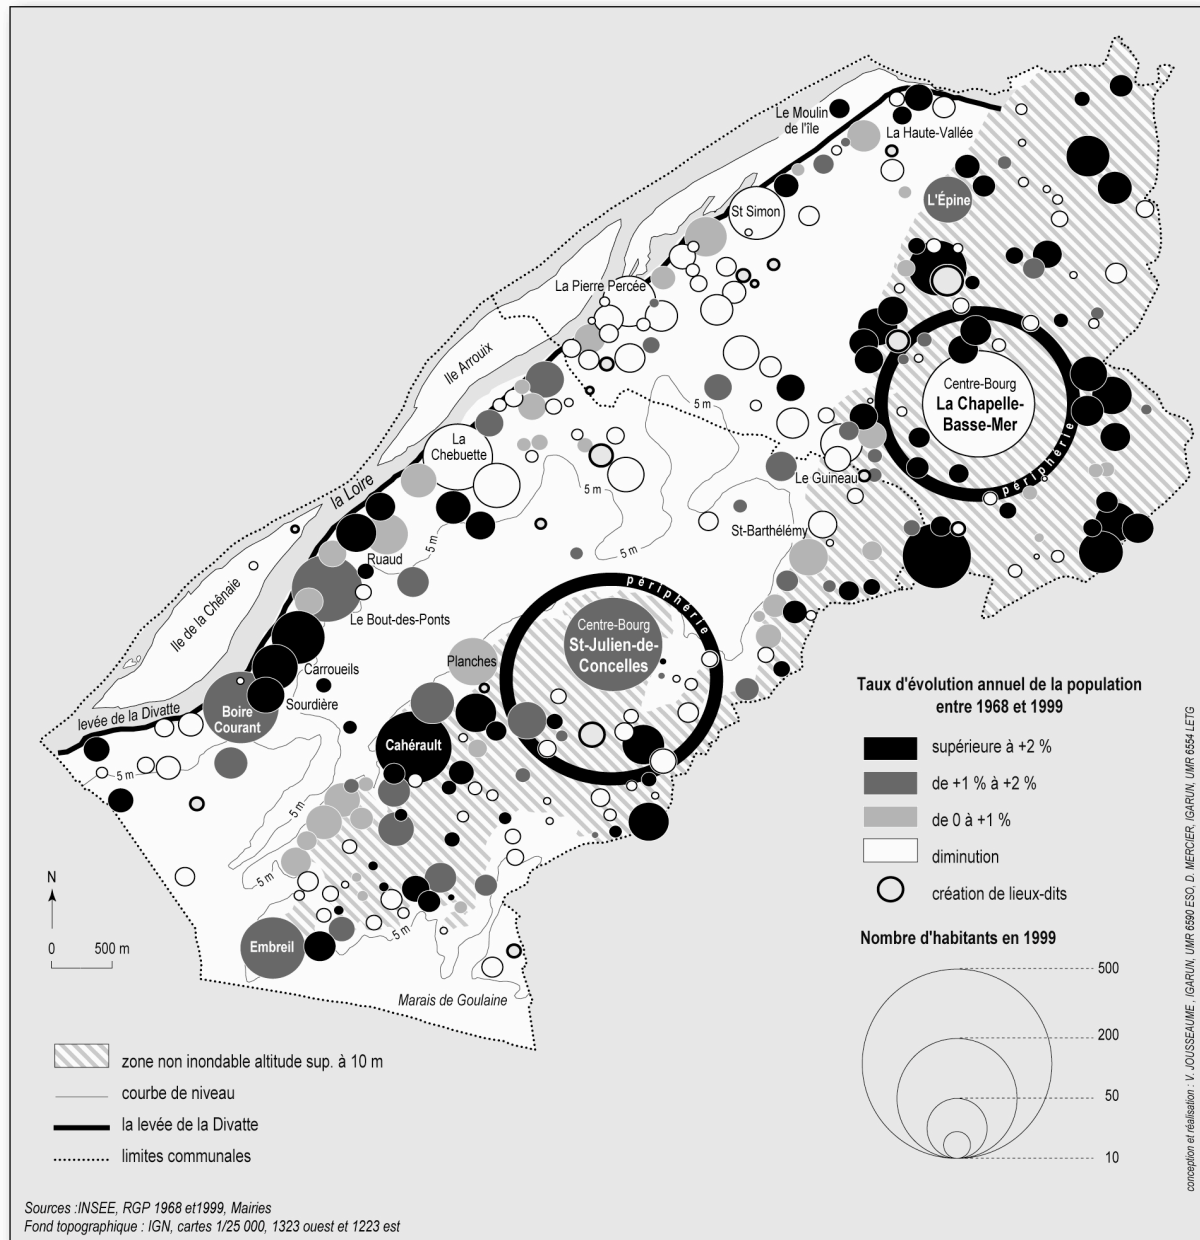 Le Moulin
de l'île
La Haute-Vallée
L'Épine
St Simon
La Pierre Percée
Ile Arrouix
5 m
Centre-Bourg
La Chapelle-
Basse-Mer
périphérie
La
Chebuette
5 m
Le Guineau
la Loire
5 m
St-Barthélémy
5 m
Ruaud
Ile de la Chênaie
Le Bout-des-Ponts
périphérie
Centre-Bourg
St-Julien-de-
Concelles
Planches
Carroueils
Sourdière
levée de la Divatte
Boire
Courant
Cahérault
5 m
5 m
5 m
5 m
Embreil
Marais de Goulaine
N
0 500 m
Taux d'évolution annuel de la population
entre 1968 et 1999
supérieure à +2 %
de +1 % à +2 %
de 0 à +1 %
diminution
création de lieux-dits
Nombre d'habitants en 1999
500
200
50
10
zone non inondable altitude sup. à 10 m
courbe de niveau
la levée de la Divatte
limites communales
Sources :INSEE, RGP 1968 et1999, Mairies
Fond topographique : IGN, cartes 1/25 000, 1323 ouest et 1223 est
conception et réalisation : V. JOUSSEAUME , IGARUN, UMR 6590 ESO, D. MERCIER, IGARUN, UMR 6554 LETG